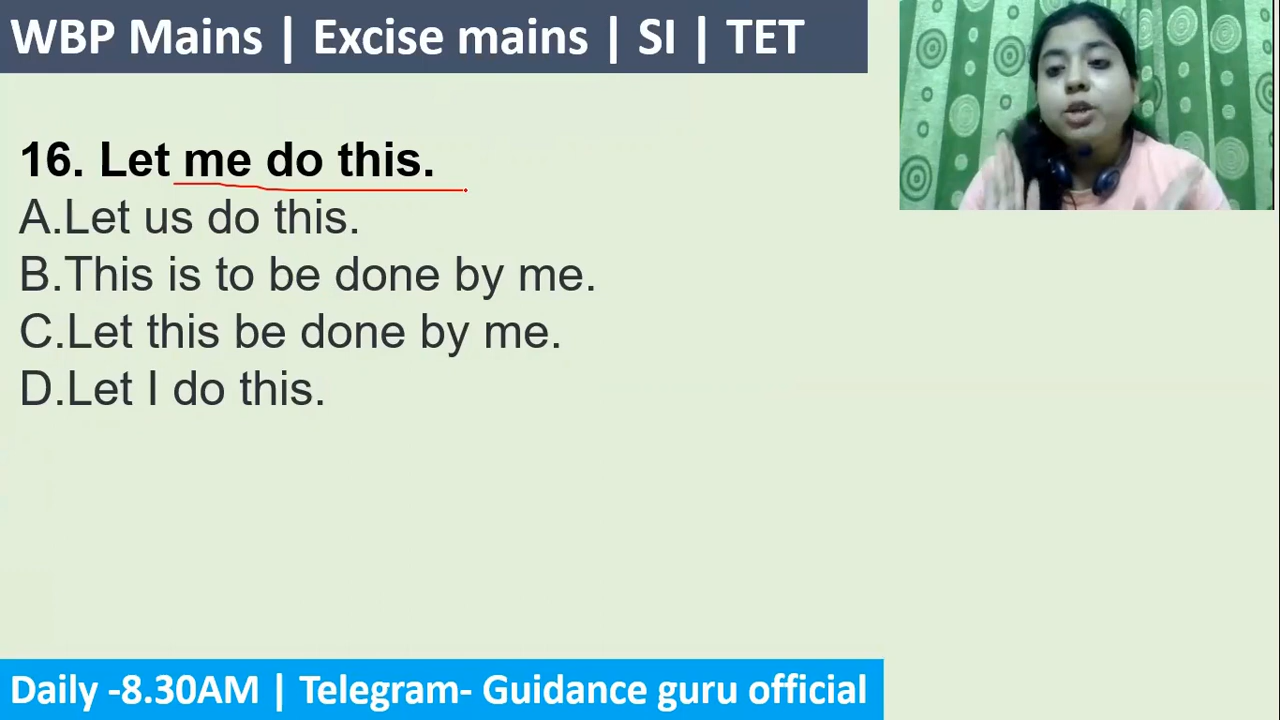 WBP Mains | Excise mains | SI | TET
16. Let me do this.
A.Let us do this.
B.This is to be done by me.
C.Let this be done by me.
D.Let I do this.
Daily -8.30AM | Telegram- Guidance guru official